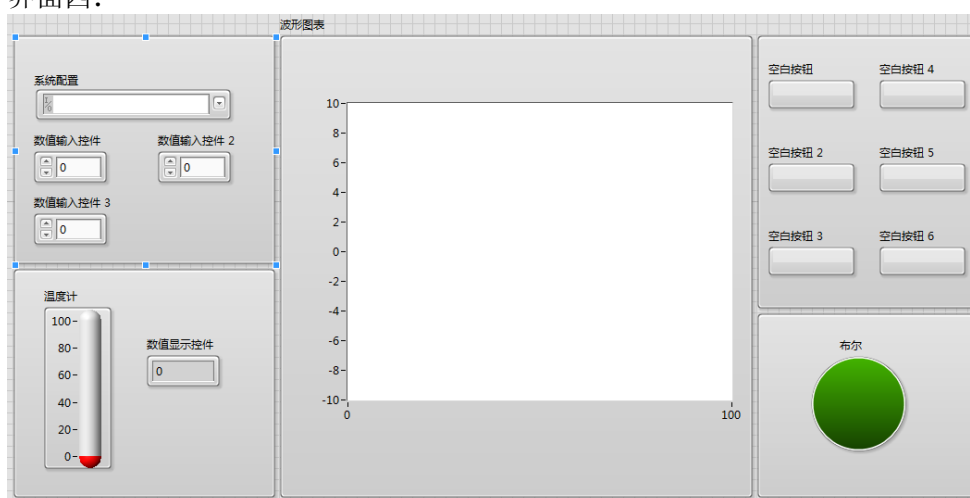 界面四：
波形图表
系统配置
数值输入控件
0
数值输入控件 2
0
数值输入控件 3
0
温度计
100
80
60
40
20
0
数值显示控件
0
10
8
6
4
2
0
-2
-4
-6
-8
-10
0
100
空白按钮
空白按钮 4
空白按钮 2
空白按钮 5
空白按钮 3
空白按钮 6
布尔